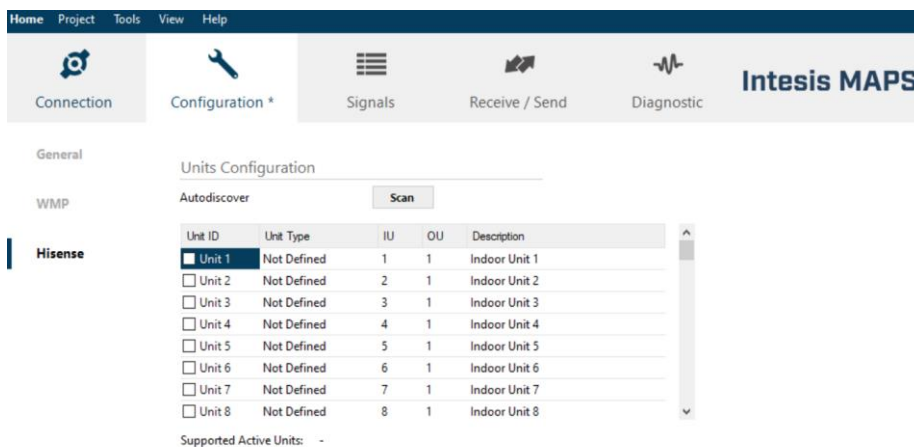 Home Project Tools View Help
Connection Configuration * Signals Receive / Send Diagnostic Intesis MAPS
General
WMP
Hisense
Units Configuration
Autodiscover Scan
Unit ID Unit Type IU OU Description
Unit 1 Not Defined 1 1 Indoor Unit 1
Unit 2 Not Defined 2 1 Indoor Unit 2
Unit 3 Not Defined 3 1 Indoor Unit 3
Unit 4 Not Defined 4 1 Indoor Unit 4
Unit 5 Not Defined 5 1 Indoor Unit 5
Unit 6 Not Defined 6 1 Indoor Unit 6
Unit 7 Not Defined 7 1 Indoor Unit 7
Unit 8 Not Defined 8 1 Indoor Unit 8
Supported Active Units: -